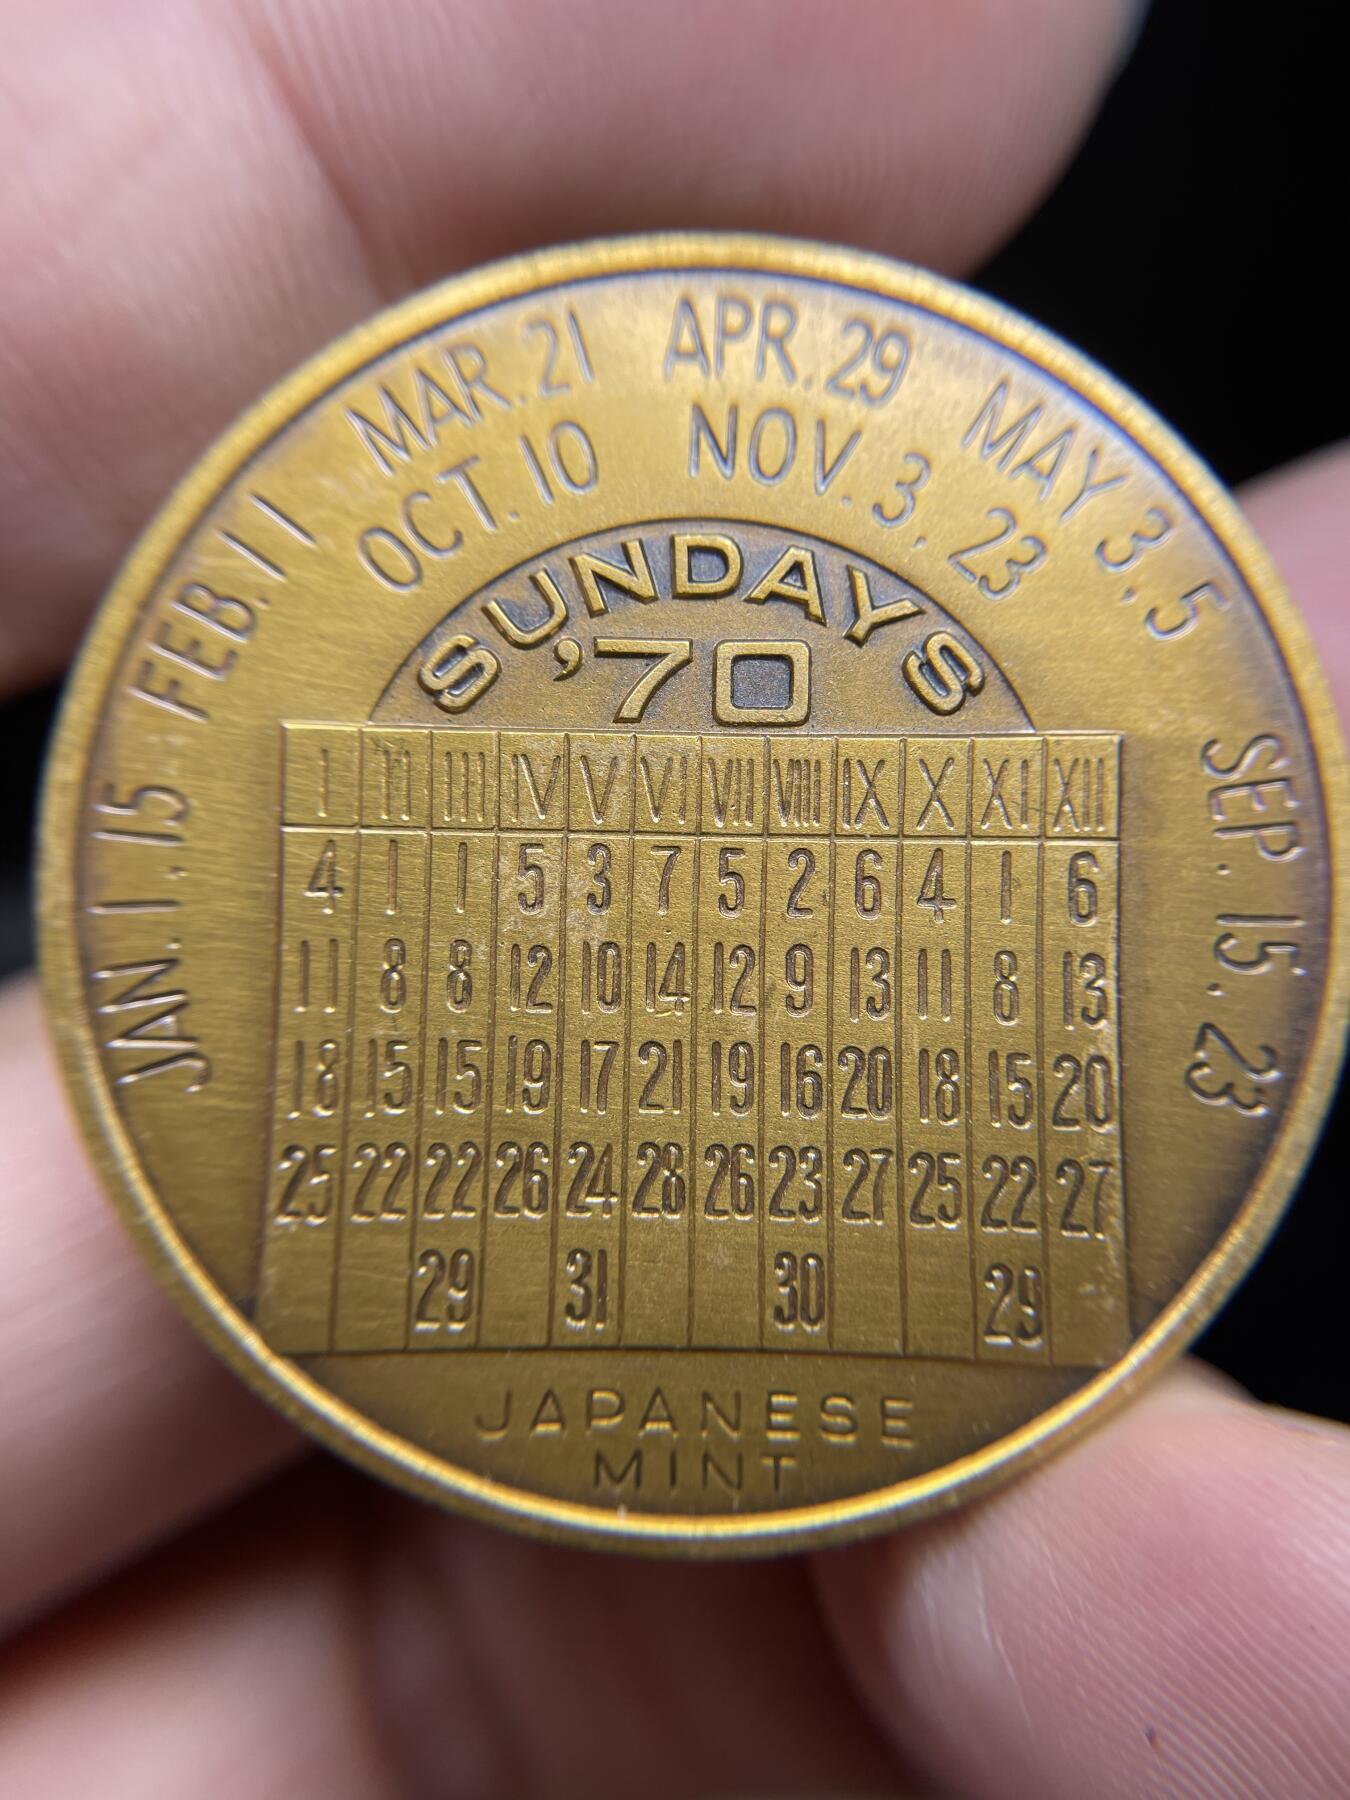 JAN. 1. 15 FEB. 11 MAR. 21 APR. 29 MAY 3, 5 SEP. 15, 23
OCT. 10 NOV. 3, 23
SUNDAYS
'70
I II III IV V VI VII VIII IX X XI XII
4 1 1 5 3 7 5 2 6 4 1 6
11 8 8 12 10 14 12 9 13 11 8 13
18 15 15 19 17 21 19 16 20 18 15 20
25 22 22 26 24 28 26 23 27 25 22 27
29 31 30 29
JAPANESE
MINT